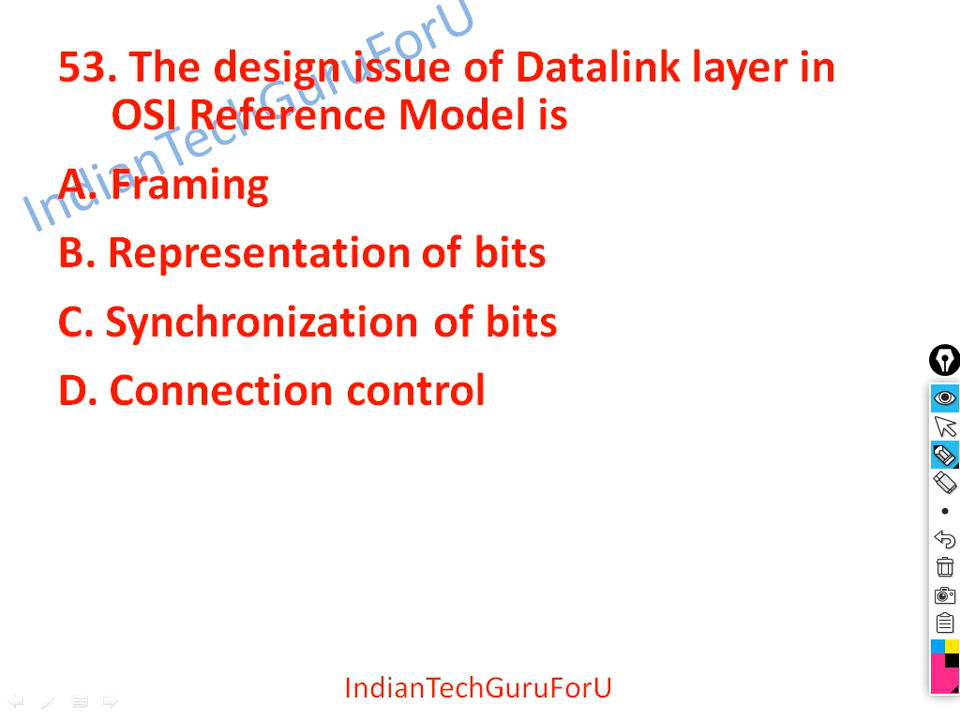 53. The design issue of Datalink layer in
OSI Reference Model is
A. Framing
B. Representation of bits
C. Synchronization of bits
D. Connection control
IndianTechGuruForU
IndianTechGuruForU